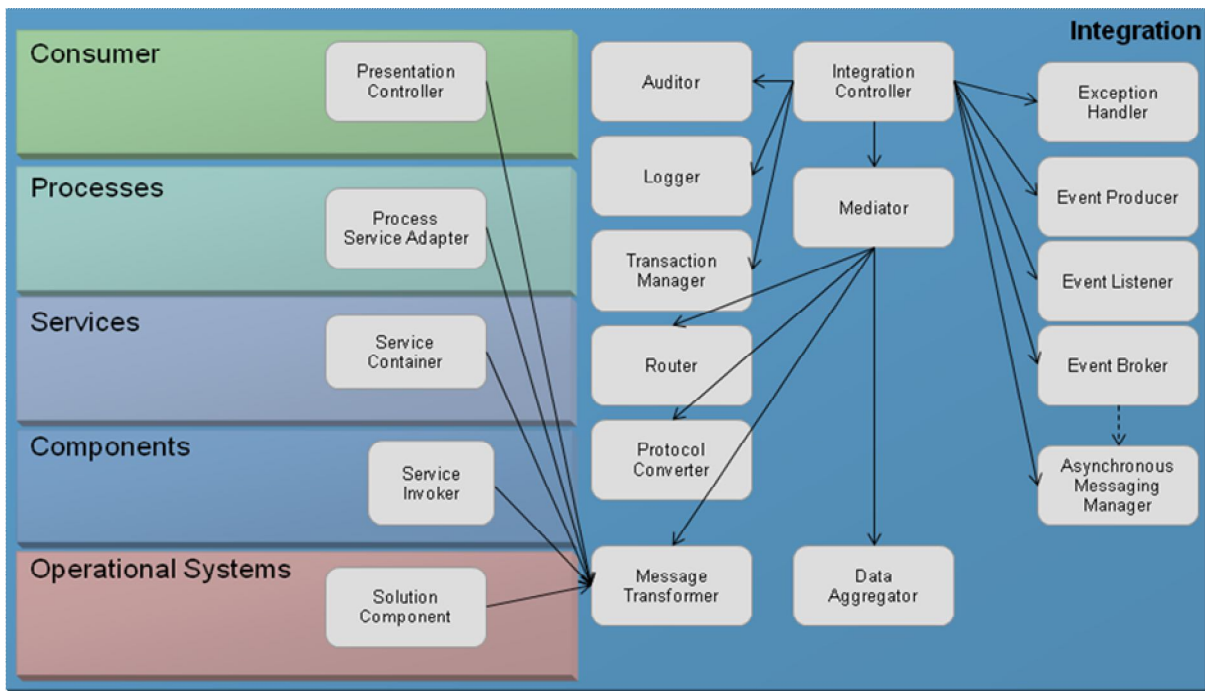 Integration
Consumer
Presentation
Controller
Processes
Process
Service Adapter
Services
Service
Container
Components
Service
Invoker
Operational Systems
Solution
Component
Auditor
Logger
Transaction
Manager
Router
Protocol
Converter
Message
Transformer
Integration
Controller
Mediator
Data
Aggregator
Exception
Handler
Event Producer
Event Listener
Event Broker
Asynchronous
Messaging
Manager